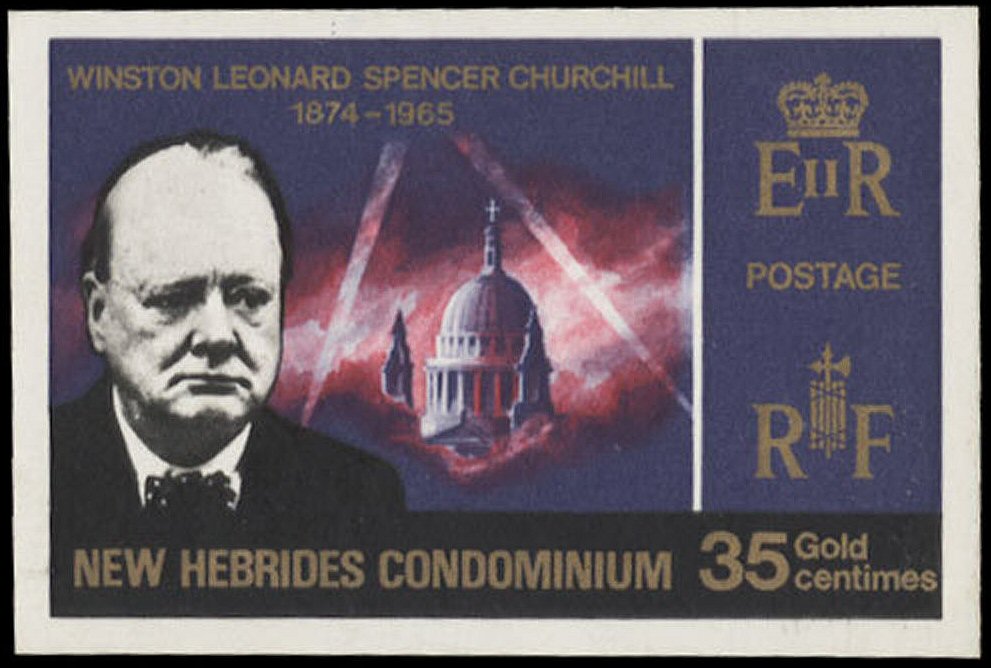 WINSTON LEONARD SPENCER CHURCHILL
1874-1965
EIIR
POSTAGE
RF
NEW HEBRIDES CONDOMINIUM
35 Gold
centimes